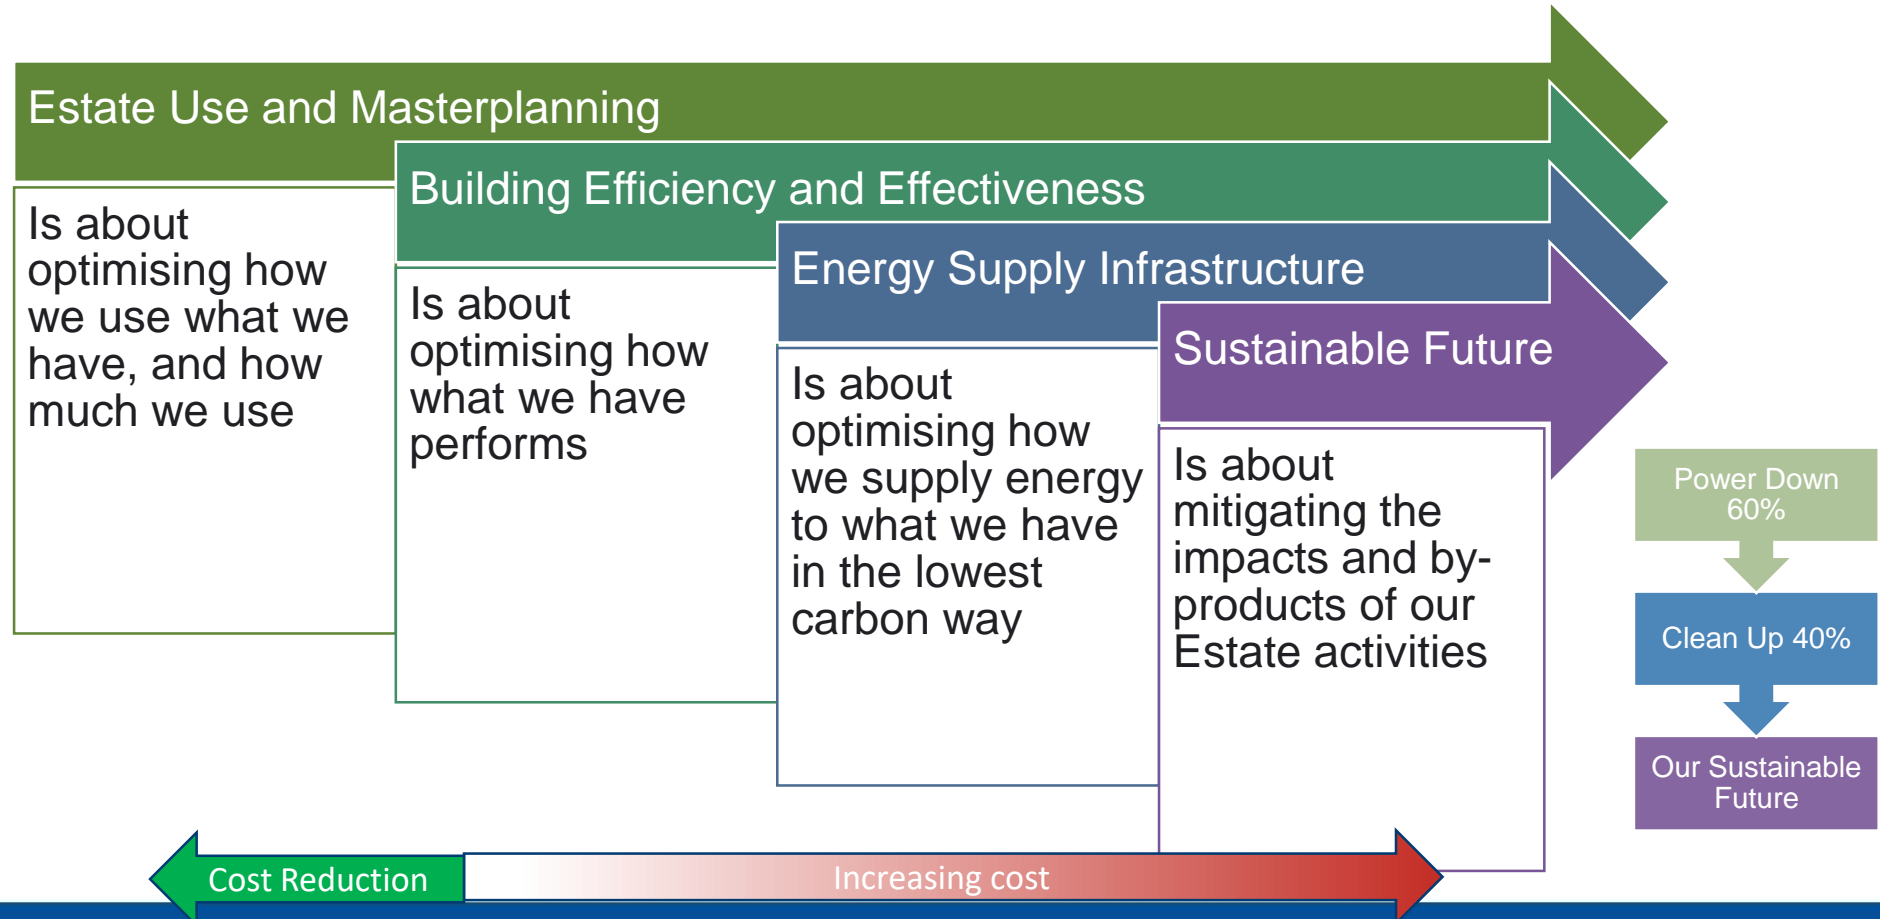 Estate Use and Masterplanning
Is about
optimising how
we use what we
have, and how
much we use
Building Efficiency and Effectiveness
Is about
optimising how
what we have
performs
Energy Supply Infrastructure
Is about
optimising how
we supply energy
to what we have
in the lowest
carbon way
Sustainable Future
Is about
mitigating the
impacts and by-
products of our
Estate activities
Power Down
60%
Clean Up 40%
Our Sustainable
Future
Cost Reduction
Increasing cost